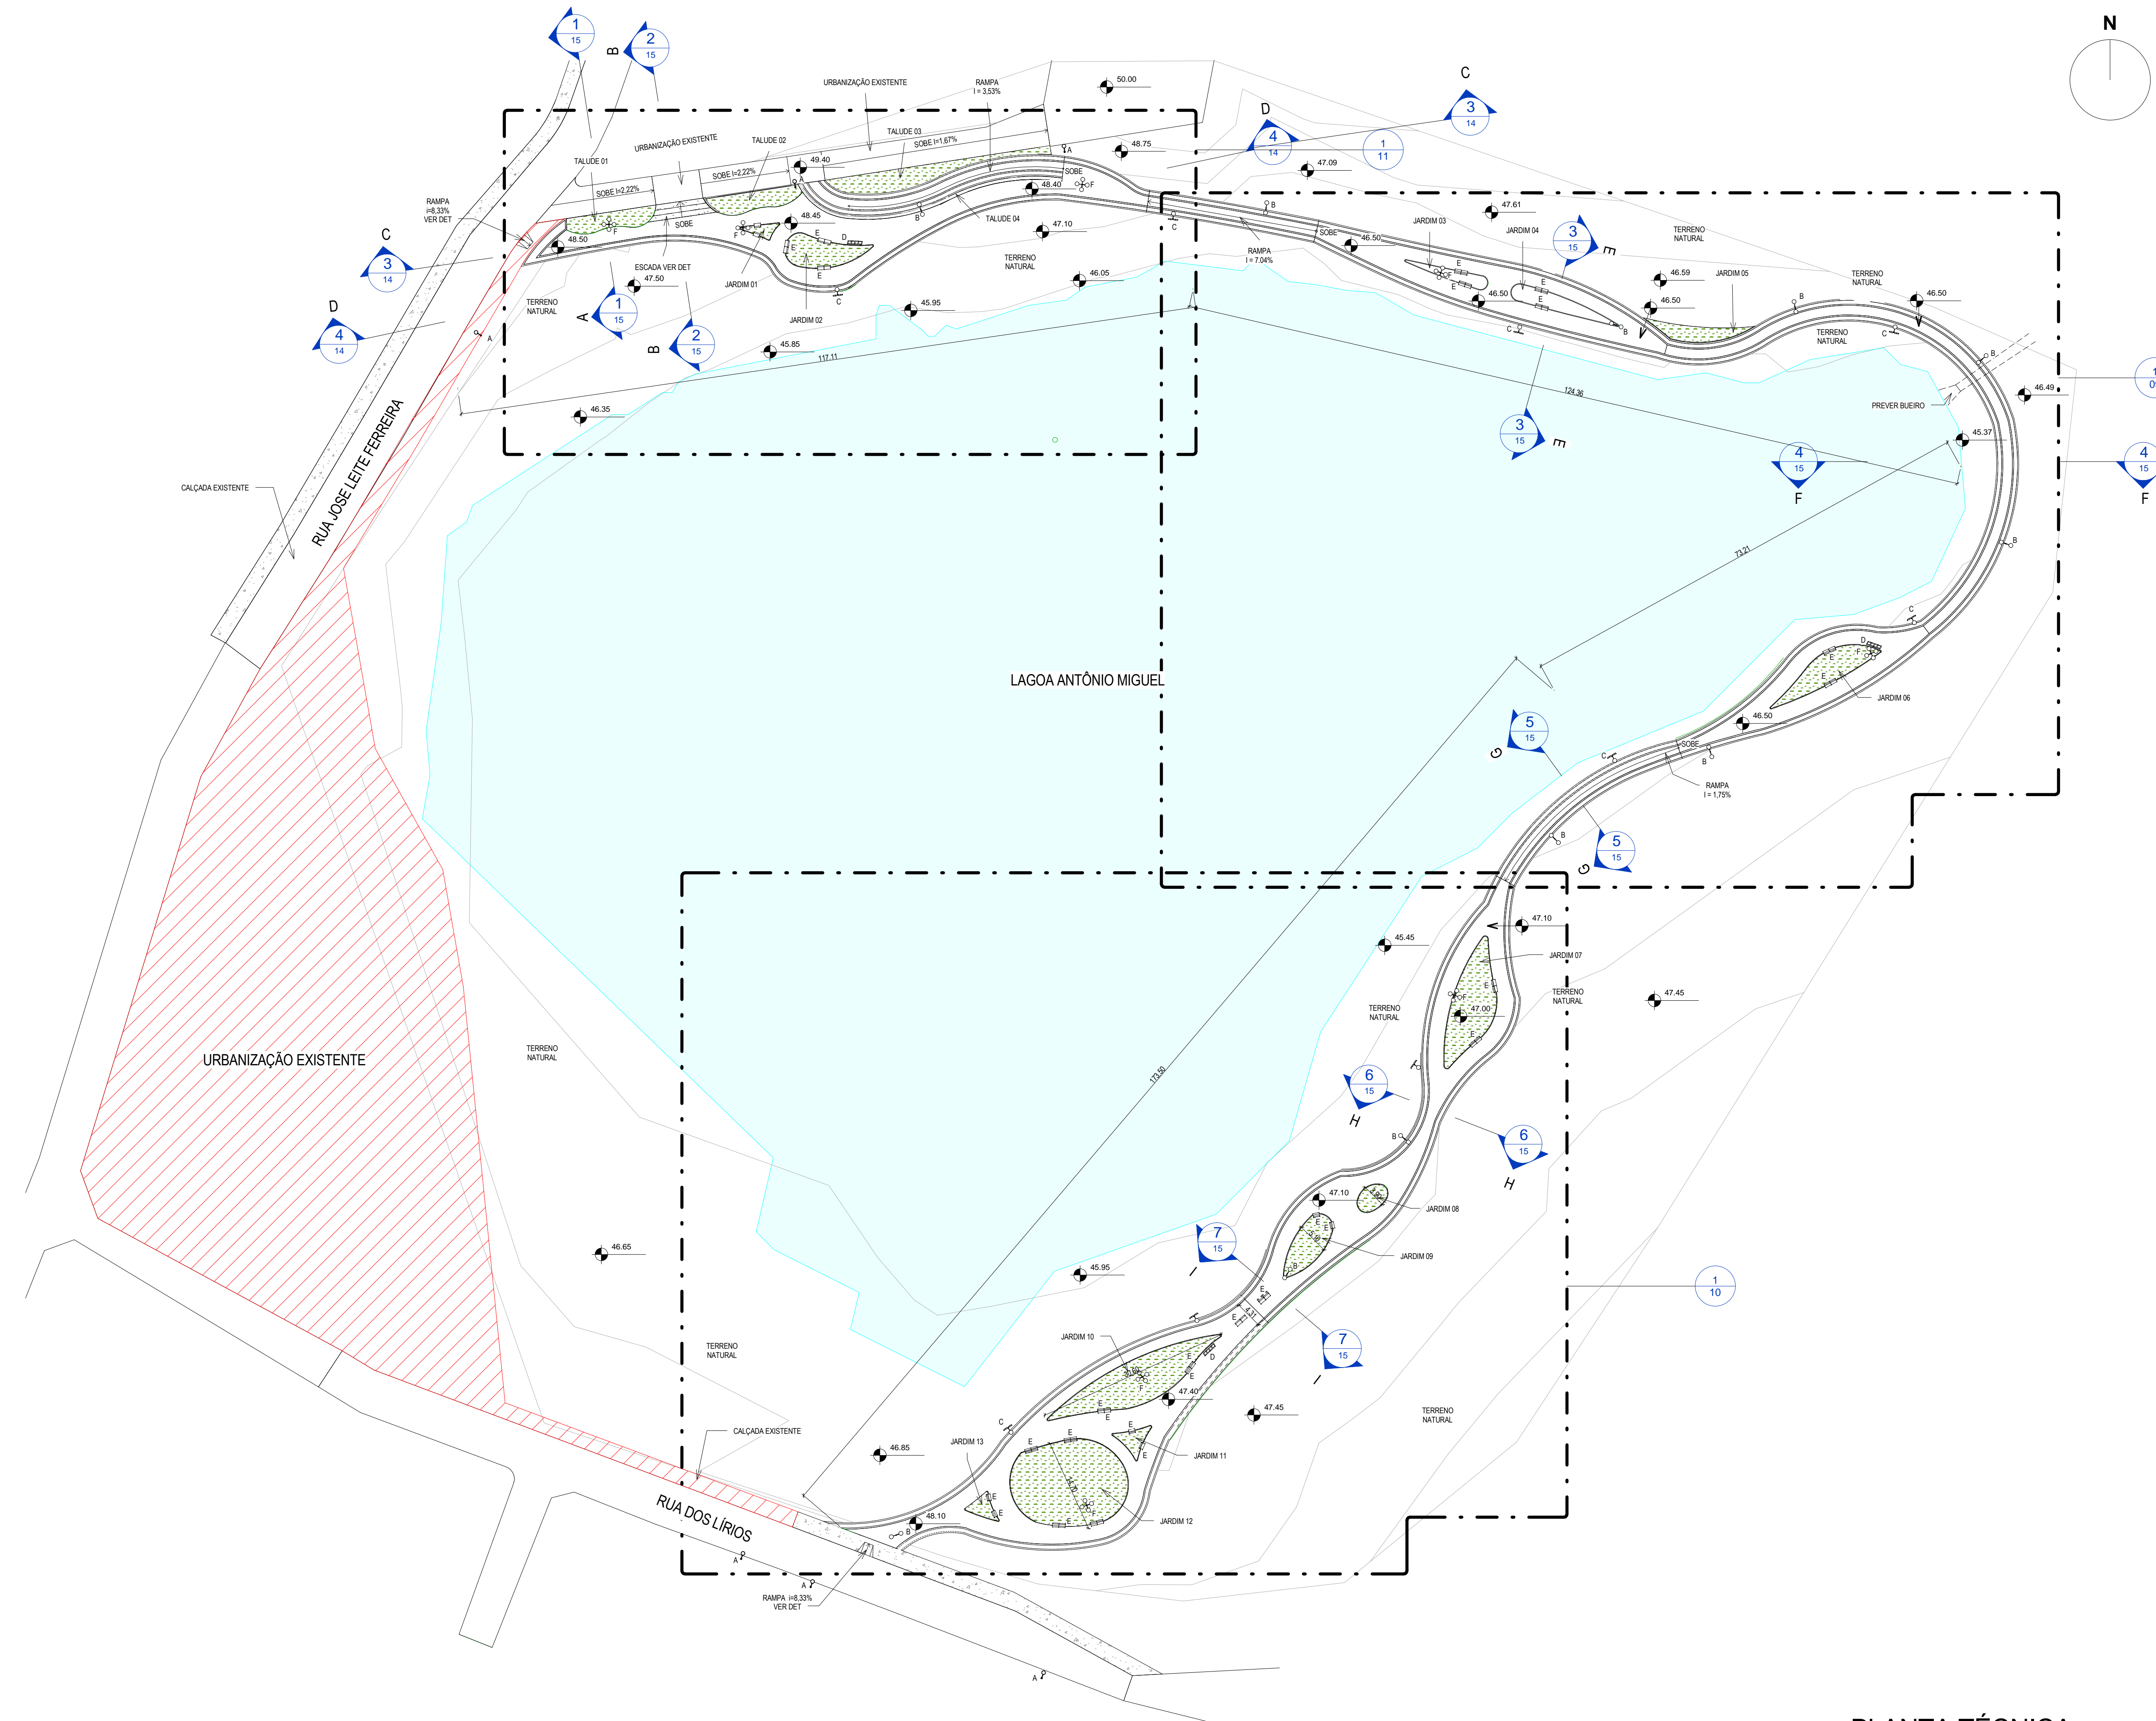 N
1
15
B
2
15
URBANIZAÇÃO EXISTENTE
RAMPA
I = 3,53%
50.00
C
3
14
D
4
14
1
11
TALUDE 03
SOBE I=1,67%
URBANIZAÇÃO EXISTENTE
TALUDE 02
TALUDE 01
49.40
A
48.75
47.09
SOBE I=2,22%
SOBE I=2,22%
A
SOBE
48.40
F
RAMPA
i=8,33%
VER DET
B
TALUDE 04
48.45
47.10
F
SOBE
48.50
F
E
D
E
E
JARDIM 01
ESCADA VER DET
47.50
TERRENO
NATURAL
B
C
RAMPA
I = 7.04%
SOBE
46.50
JARDIM 03
47.61
JARDIM 04
3
15
E
TERRENO
NATURAL
C
3
14
D
4
14
TERRENO
NATURAL
A
1
15
B
2
15
JARDIM 02
C
46.05
45.95
45.85
117.11
46.35
A
E
F
E
46.50
E
E
C
B
46.59
JARDIM 05
46.50
TERRENO
NATURAL
46.50
B
TERRENO
NATURAL
C
B
46.49
PREVER BUEIRO
124.36
45.37
3
15
E
4
15
F
4
15
F
CALÇADA EXISTENTE
RUA JOSE LEITE FERREIRA
73.21
B
C
LAGOA ANTÔNIO MIGUEL
D
F
E
E
JARDIM 06
46.50
5
15
G
C
SOBE
B
RAMPA
I = 1,75%
B
5
15
G
47.10
45.45
JARDIM 07
E
F
47.00
E
TERRENO
NATURAL
TERRENO
NATURAL
47.45
URBANIZAÇÃO EXISTENTE
TERRENO
NATURAL
173.50
6
15
H
B
6
15
H
47.10
JARDIM 08
E
E
B
JARDIM 09
7
15
I
46.65
45.95
E
4.31
E
1
10
7
15
I
JARDIM 10
D
E
F
E
47.40
47.45
TERRENO
NATURAL
TERRENO
NATURAL
CALÇADA EXISTENTE
C
E
E
E
E
E
E
JARDIM 11
JARDIM 13
46.85
E
E
F
E
JARDIM 12
48.10
B
RUA DOS LÍRIOS
A
A
RAMPA i=8,33%
VER DET
A
PLANTA TÉCNICA